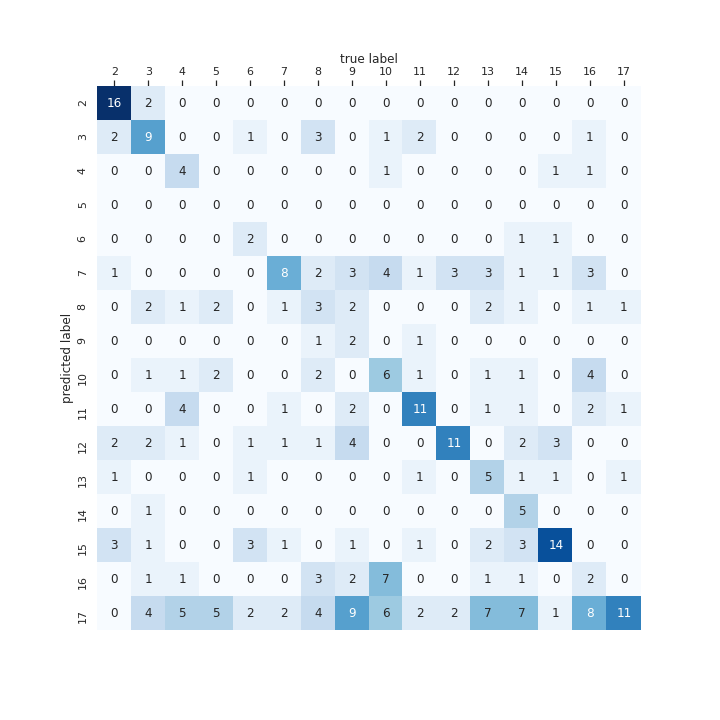 true label
2 3 4 5 6 7 8 9 10 11 12 13 14 15 16 17
predicted label
2 16 2 0 0 0 0 0 0 0 0 0 0 0 0 0 0
3 2 9 0 0 1 0 3 0 1 2 0 0 0 0 1 0
4 0 0 4 0 0 0 0 0 1 0 0 0 0 1 1 0
5 0 0 0 0 0 0 0 0 0 0 0 0 0 0 0 0
6 0 0 0 0 2 0 0 0 0 0 0 0 1 1 0 0
7 1 0 0 0 0 8 2 3 4 1 3 3 1 1 3 0
8 0 2 1 2 0 1 3 2 0 0 0 2 1 0 1 1
9 0 0 0 0 0 0 1 2 0 1 0 0 0 0 0 0
10 0 1 1 2 0 0 2 0 6 1 0 1 1 0 4 0
11 0 0 4 0 0 1 0 2 0 11 0 1 1 0 2 1
12 2 2 1 0 1 1 1 4 0 0 11 0 2 3 0 0
13 1 0 0 0 1 0 0 0 0 1 0 5 1 1 0 1
14 0 1 0 0 0 0 0 0 0 0 0 0 5 0 0 0
15 3 1 0 0 3 1 0 1 0 1 0 2 3 14 0 0
16 0 1 1 0 0 0 3 2 7 0 0 1 1 0 2 0
17 0 4 5 5 2 2 4 9 6 2 2 7 7 1 8 11